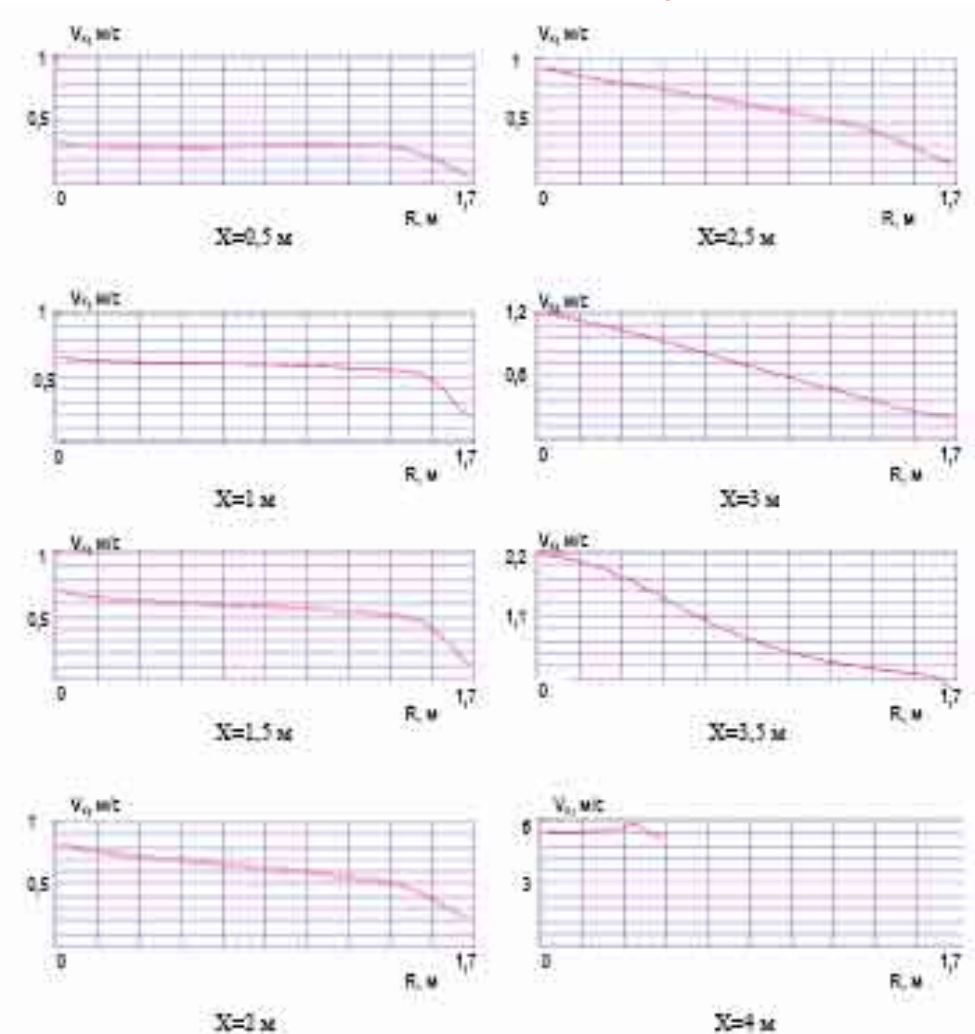 Vₓ, м/с
1
0,5
0
1,7
R, м
X=0,5 м
Vₓ, м/с
1
0,5
0
1,7
R, м
X=2,5 м
Vₓ, м/с
1
0,5
0
1,7
R, м
X=1 м
Vₓ, м/с
1,2
0,6
0
1,7
R, м
X=3 м
Vₓ, м/с
1
0,5
0
1,7
R, м
X=1,5 м
Vₓ, м/с
2,2
1,1
0
1,7
R, м
X=3,5 м
Vₓ, м/с
1
0,5
0
1,7
R, м
X=2 м
Vₓ, м/с
6
3
0
1,7
R, м
X=4 м